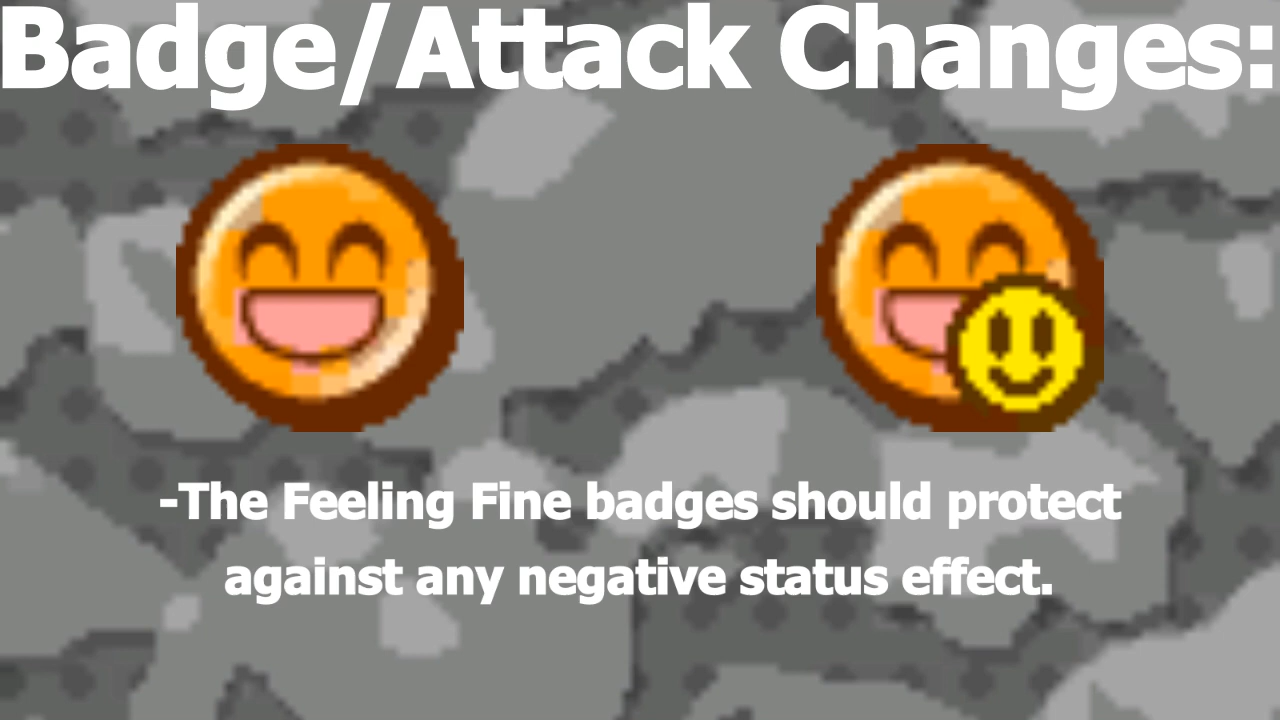 Badge/Attack Changes:
-The Feeling Fine badges should protect
against any negative status effect.